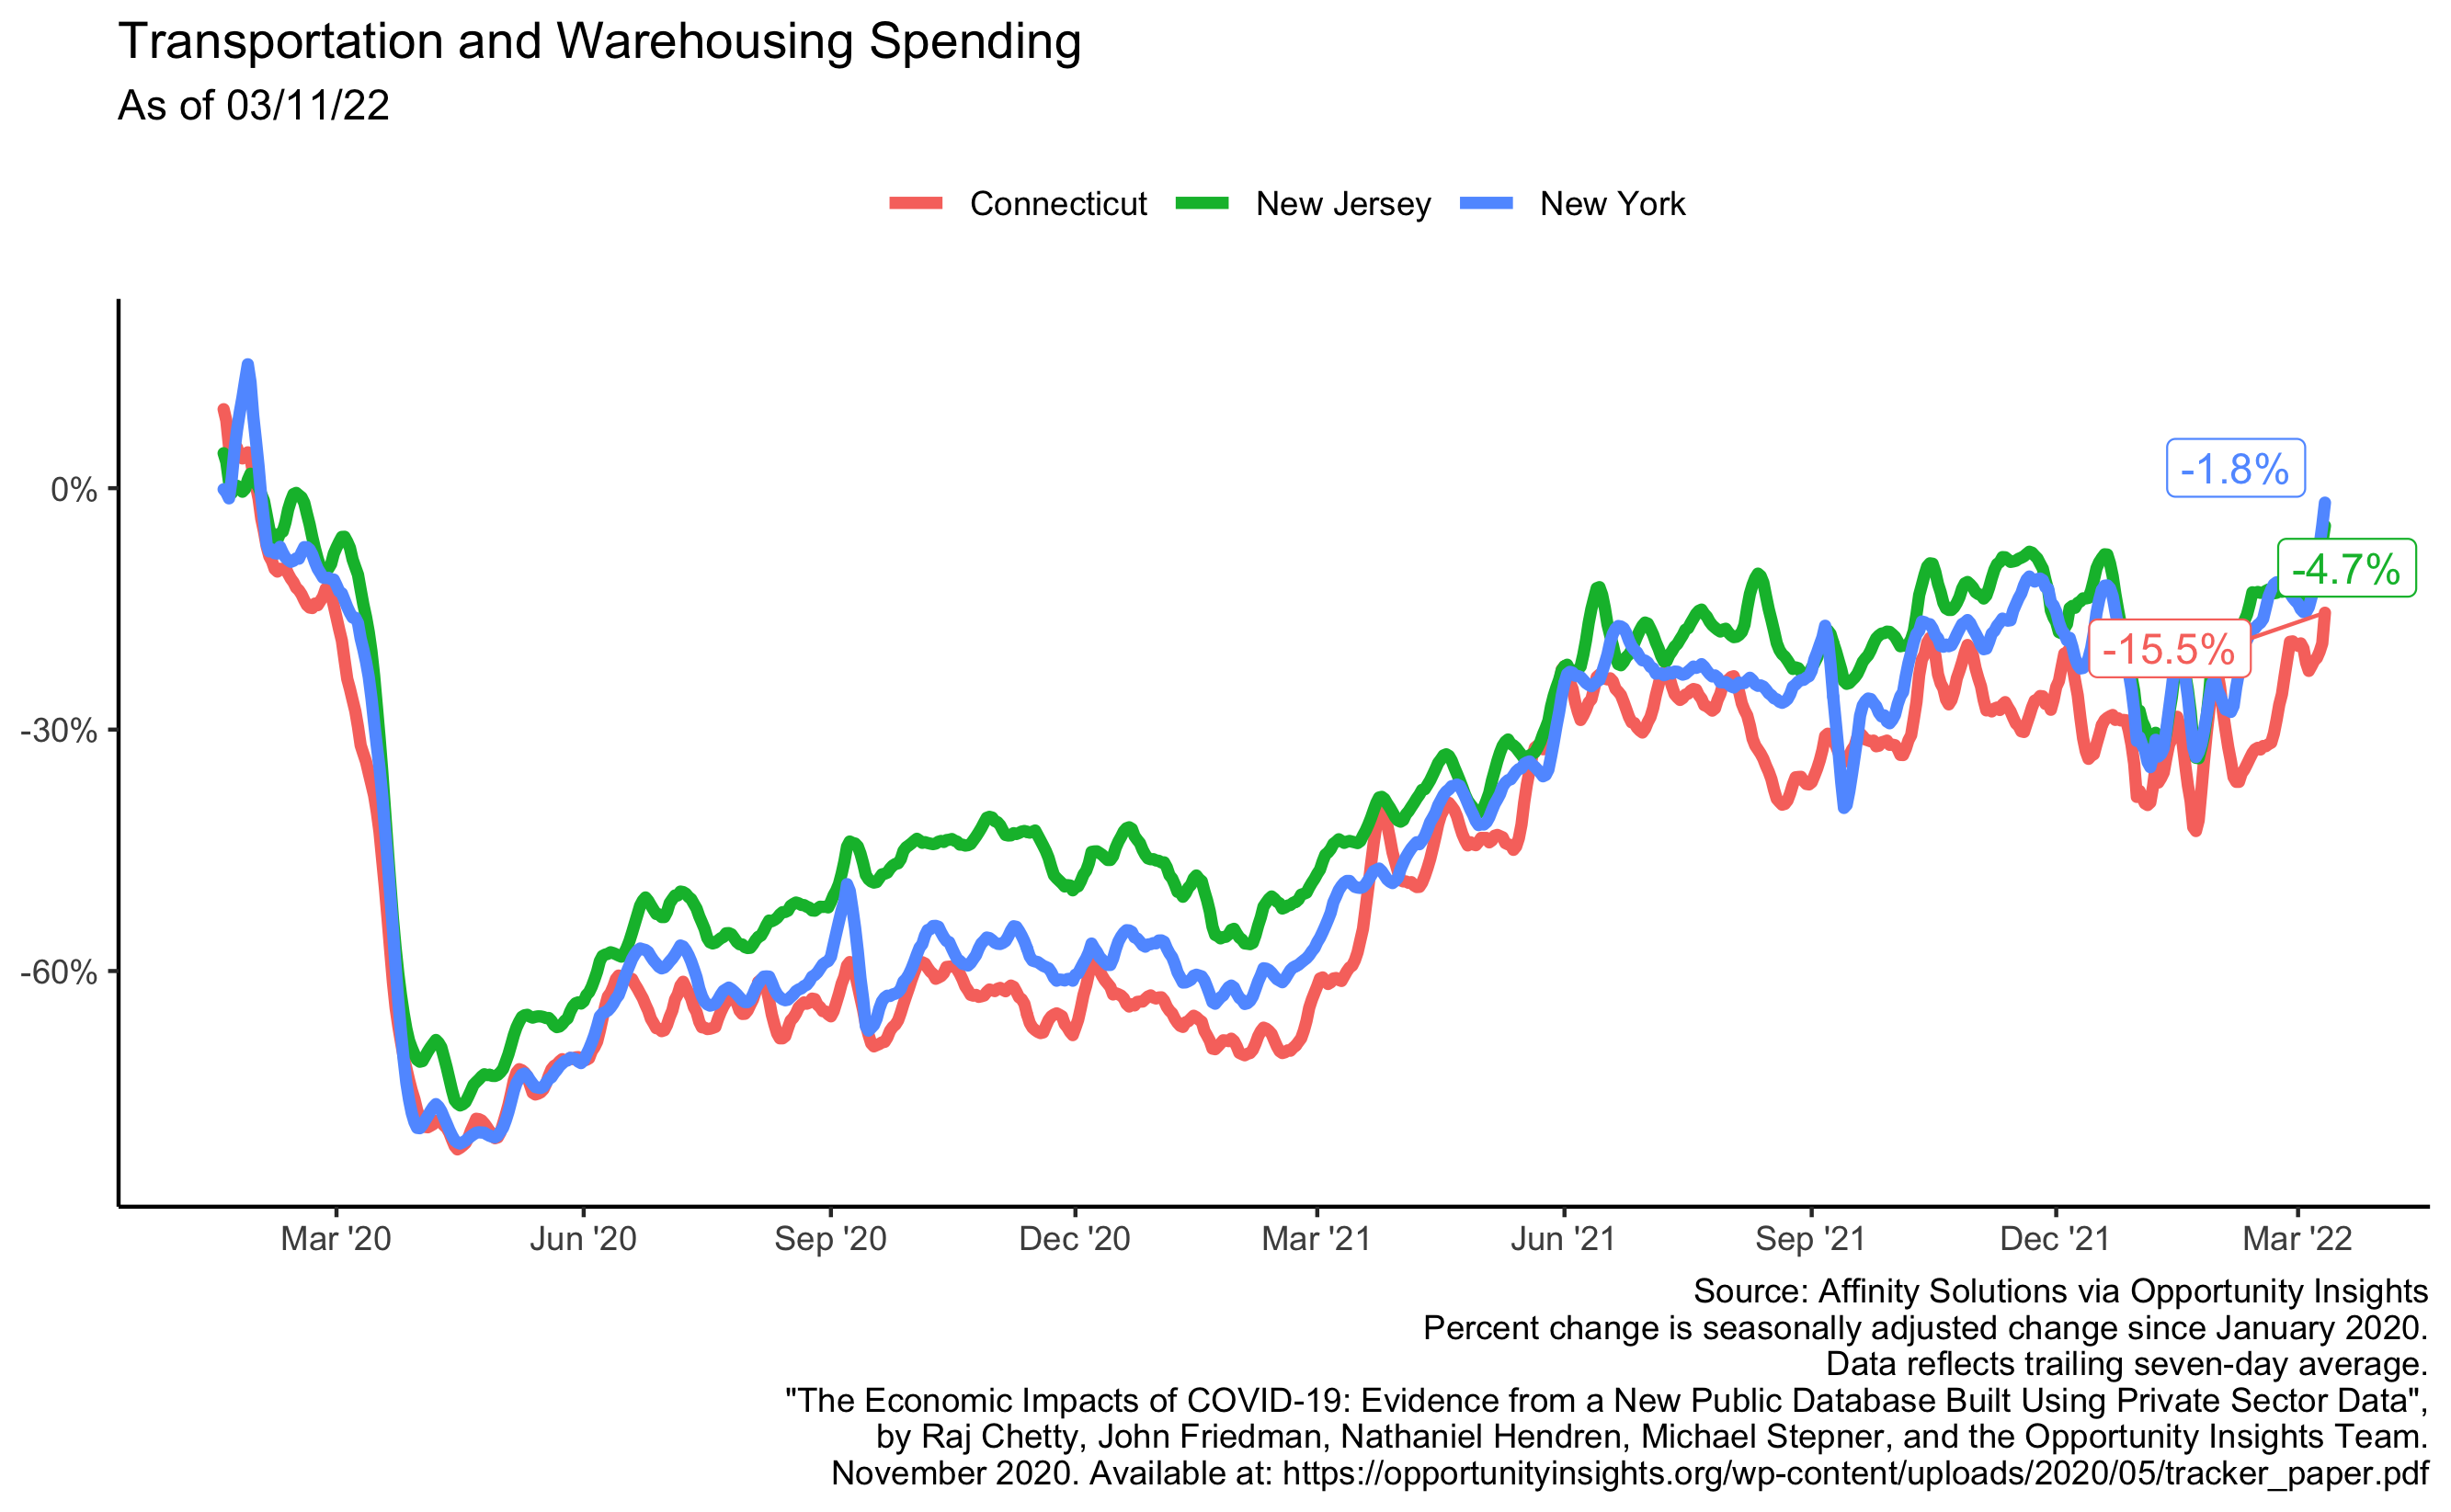 Transportation and Warehousing Spending
As of 03/11/22
Connecticut New Jersey New York
0%
-30%
-60%
-1.8%
-4.7%
-15.5%
Mar '20 Jun '20 Sep '20 Dec '20 Mar '21 Jun '21 Sep '21 Dec '21 Mar '22
Source: Affinity Solutions via Opportunity Insights
Percent change is seasonally adjusted change since January 2020.
Data reflects trailing seven-day average.
"The Economic Impacts of COVID-19: Evidence from a New Public Database Built Using Private Sector Data",
by Raj Chetty, John Friedman, Nathaniel Hendren, Michael Stepner, and the Opportunity Insights Team.
November 2020. Available at: https://opportunityinsights.org/wp-content/uploads/2020/05/tracker_paper.pdf